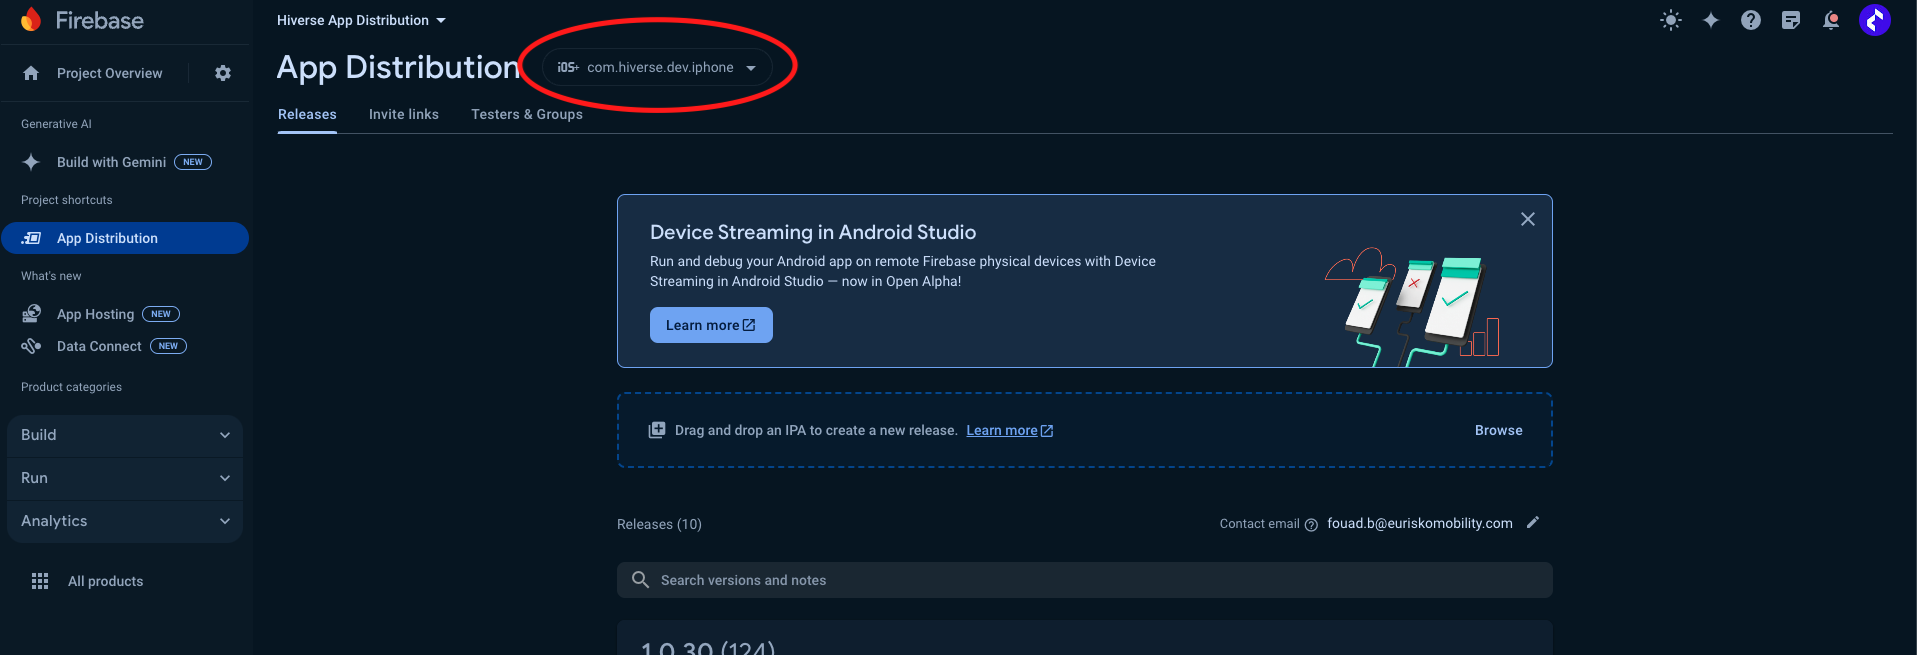 Firebase
Hiverse App Distribution
Project Overview
App Distribution
iOS+ com.hiverse.dev.iphone
Releases Invite links Testers & Groups
Generative AI
Build with Gemini NEW
Project shortcuts
App Distribution
What's new
App Hosting NEW
Data Connect NEW
Product categories
Build
Run
Analytics
All products
Device Streaming in Android Studio
Run and debug your Android app on remote Firebase physical devices with Device
Streaming in Android Studio — now in Open Alpha!
Learn more
Drag and drop an IPA to create a new release. Learn more
Browse
Releases (10)
Contact email fouad.b@euriskomobility.com
Search versions and notes
1.0.30 (124)